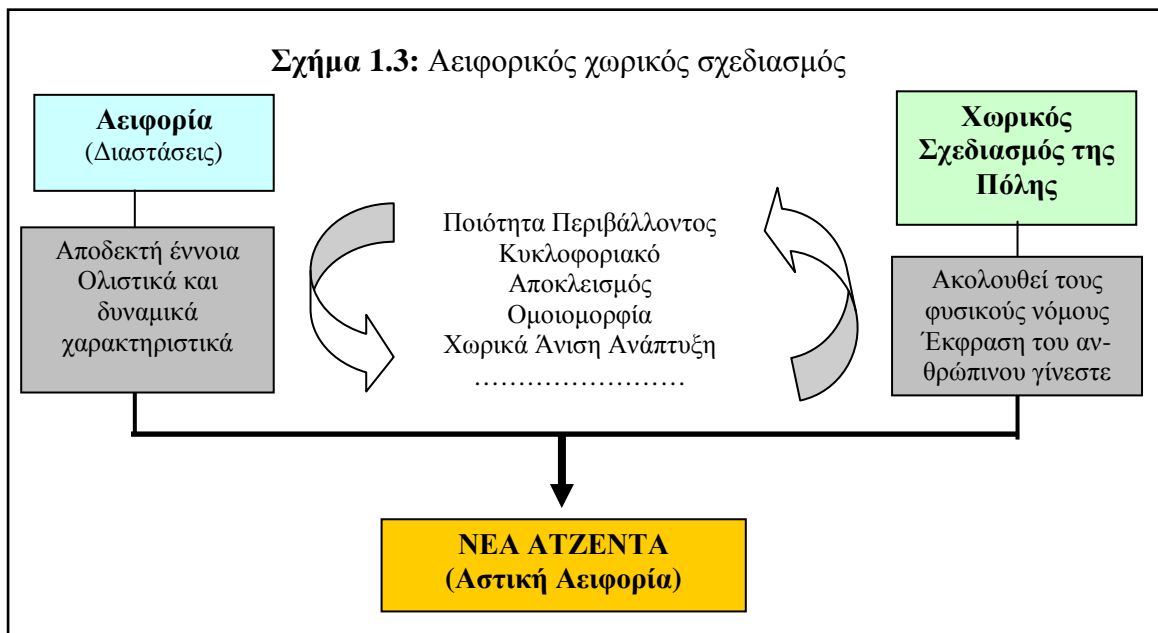 Σχήμα 1.3: Αειφορικός χωρικός σχεδιασμός
Αειφορία
(Διαστάσεις)
Αποδεκτή έννοια
Ολιστικά και
δυναμικά
χαρακτηριστικά
Ποιότητα Περιβάλλοντος
Κυκλοφοριακό
Αποκλεισμός
Ομοιομορφία
Χωρικά Άνιση Ανάπτυξη
……………………
Χωρικός
Σχεδιασμός της
Πόλης
Ακολουθεί τους
φυσικούς νόμους
Έκφραση του αν-
θρώπινου γίνεστε
ΝΕΑ ΑΤΖΕΝΤΑ
(Αστική Αειφορία)